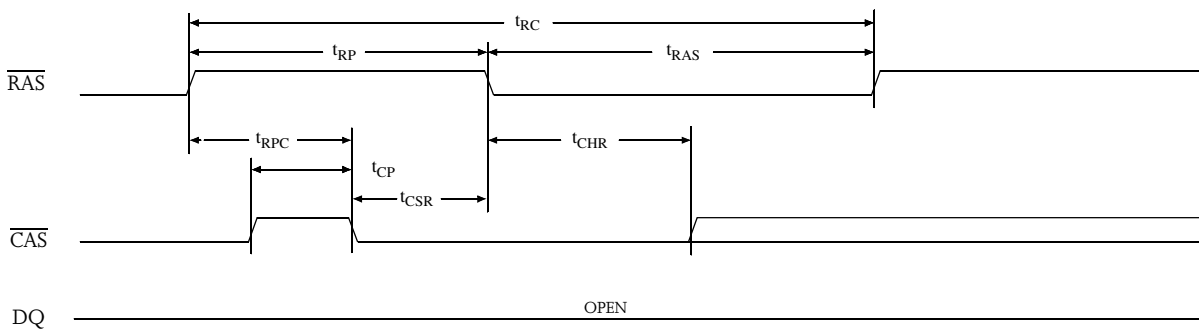 tRC
tRP tRAS
RAS
tRPC tCHR
tCP
tCSR
CAS
OPEN
DQ